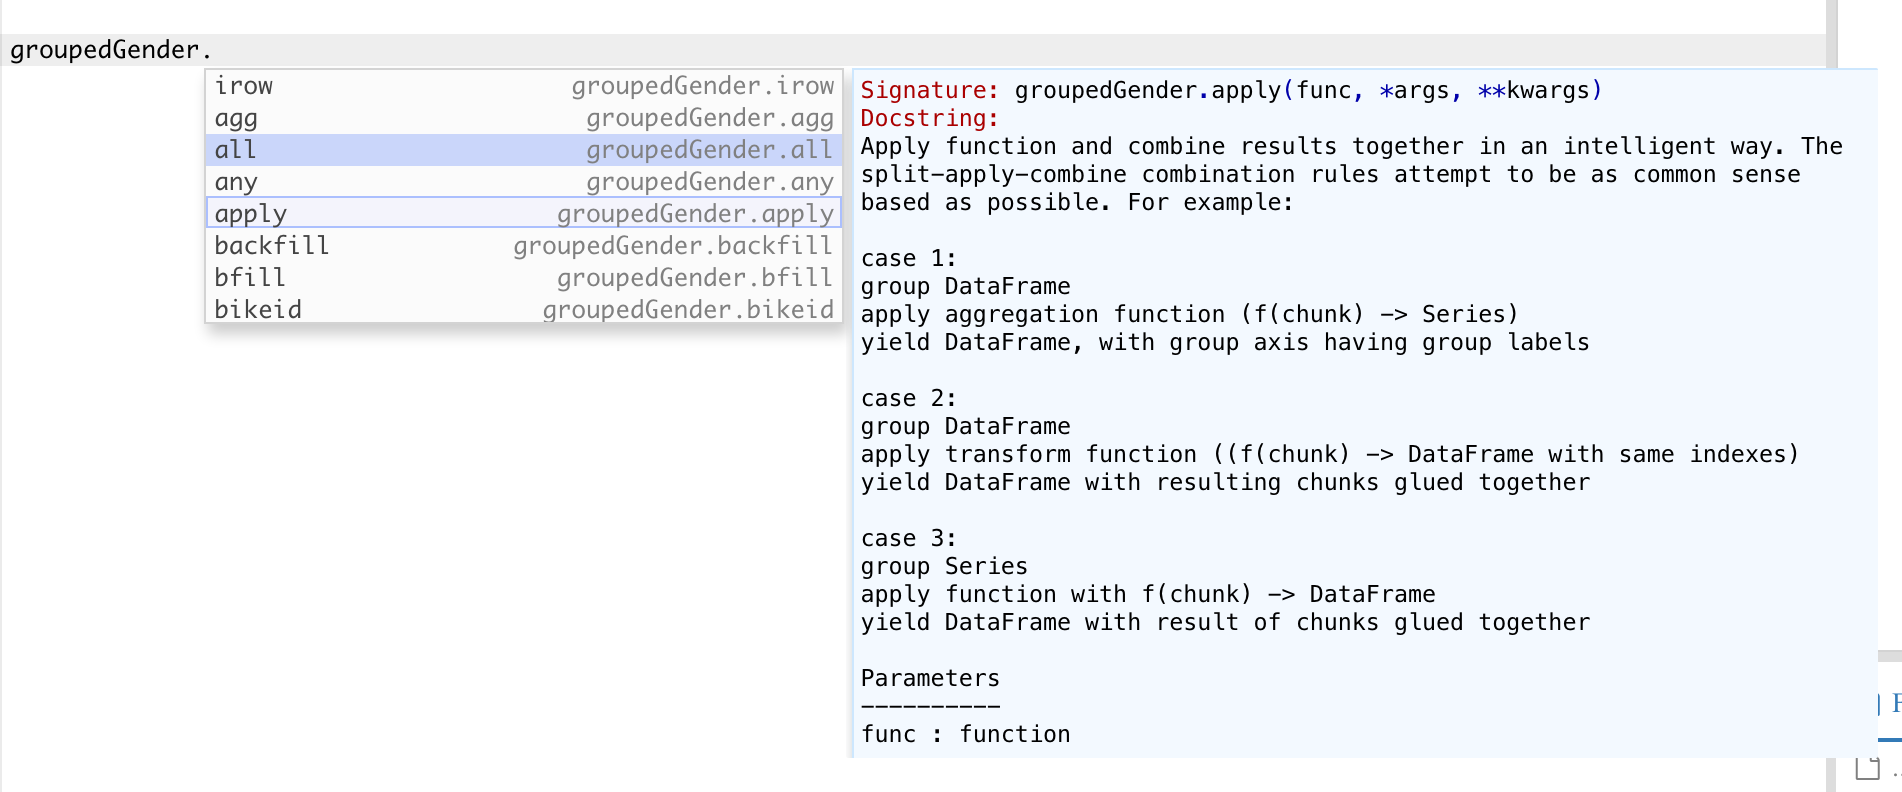 groupedGender.
irow groupedGender.irow
agg groupedGender.agg
all groupedGender.all
any groupedGender.any
apply groupedGender.apply
backfill groupedGender.backfill
bfill groupedGender.bfill
bikeid groupedGender.bikeid
Signature: groupedGender.apply(func, *args, **kwargs)
Docstring:
Apply function and combine results together in an intelligent way. The
split-apply-combine combination rules attempt to be as common sense
based as possible. For example:
case 1:
group DataFrame
apply aggregation function (f(chunk) -> Series)
yield DataFrame, with group axis having group labels
case 2:
group DataFrame
apply transform function ((f(chunk) -> DataFrame with same indexes)
yield DataFrame with resulting chunks glued together
case 3:
group Series
apply function with f(chunk) -> DataFrame
yield DataFrame with result of chunks glued together
Parameters
----------
func : function